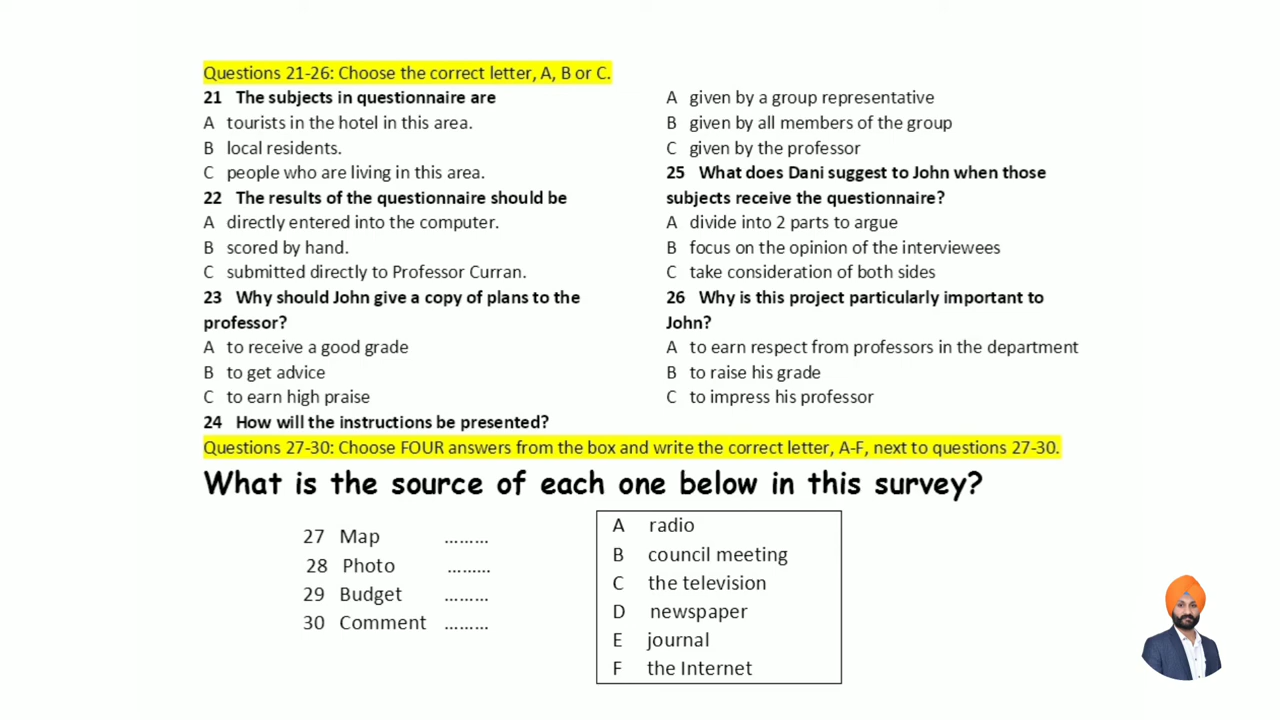 Questions 21-26: Choose the correct letter, A, B or C.
21 The subjects in questionnaire are
A tourists in the hotel in this area.
B local residents.
C people who are living in this area.
22 The results of the questionnaire should be
A directly entered into the computer.
B scored by hand.
C submitted directly to Professor Curran.
23 Why should John give a copy of plans to the
professor?
A to receive a good grade
B to get advice
C to earn high praise
24 How will the instructions be presented?
A given by a group representative
B given by all members of the group
C given by the professor
25 What does Dani suggest to John when those
subjects receive the questionnaire?
A divide into 2 parts to argue
B focus on the opinion of the interviewees
C take consideration of both sides
26 Why is this project particularly important to
John?
A to earn respect from professors in the department
B to raise his grade
C to impress his professor
Questions 27-30: Choose FOUR answers from the box and write the correct letter, A-F, next to questions 27-30.
What is the source of each one below in this survey?
27 Map .........
28 Photo .........
29 Budget .........
30 Comment .........
A radio
B council meeting
C the television
D newspaper
E journal
F the Internet